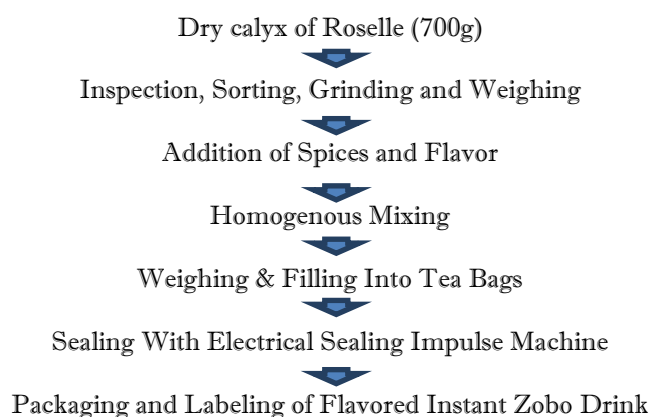 Dry calyx of Roselle (700g)
Inspection, Sorting, Grinding and Weighing
Addition of Spices and Flavor
Homogenous Mixing
Weighing & Filling Into Tea Bags
Sealing With Electrical Sealing Impulse Machine
Packaging and Labeling of Flavored Instant Zobo Drink